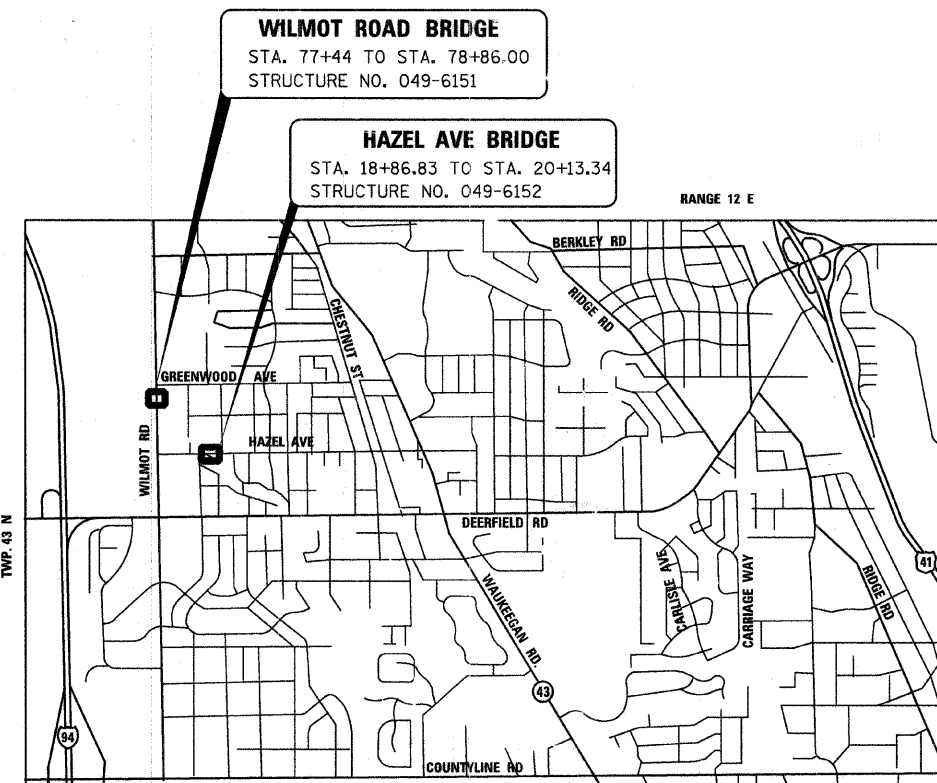 WILMOT ROAD BRIDGE
STA. 77+44 TO STA. 78+86.00
STRUCTURE NO. 049-6151
HAZEL AVE BRIDGE
STA. 18+86.83 TO STA. 20+13.34
STRUCTURE NO. 049-6152
RANGE 12 E
BERKLEY RD
RIDGE RD
CHESTNUT ST
GREENWOOD AVE
HAZEL AVE
WILMOT RD
TWP. 43 N
DEERFIELD RD
41
CARLISLE AVE
CARRIAGE WAY
RIDGE RD
WAUKEEGAN RD.
43
94
COUNTYLINE RD